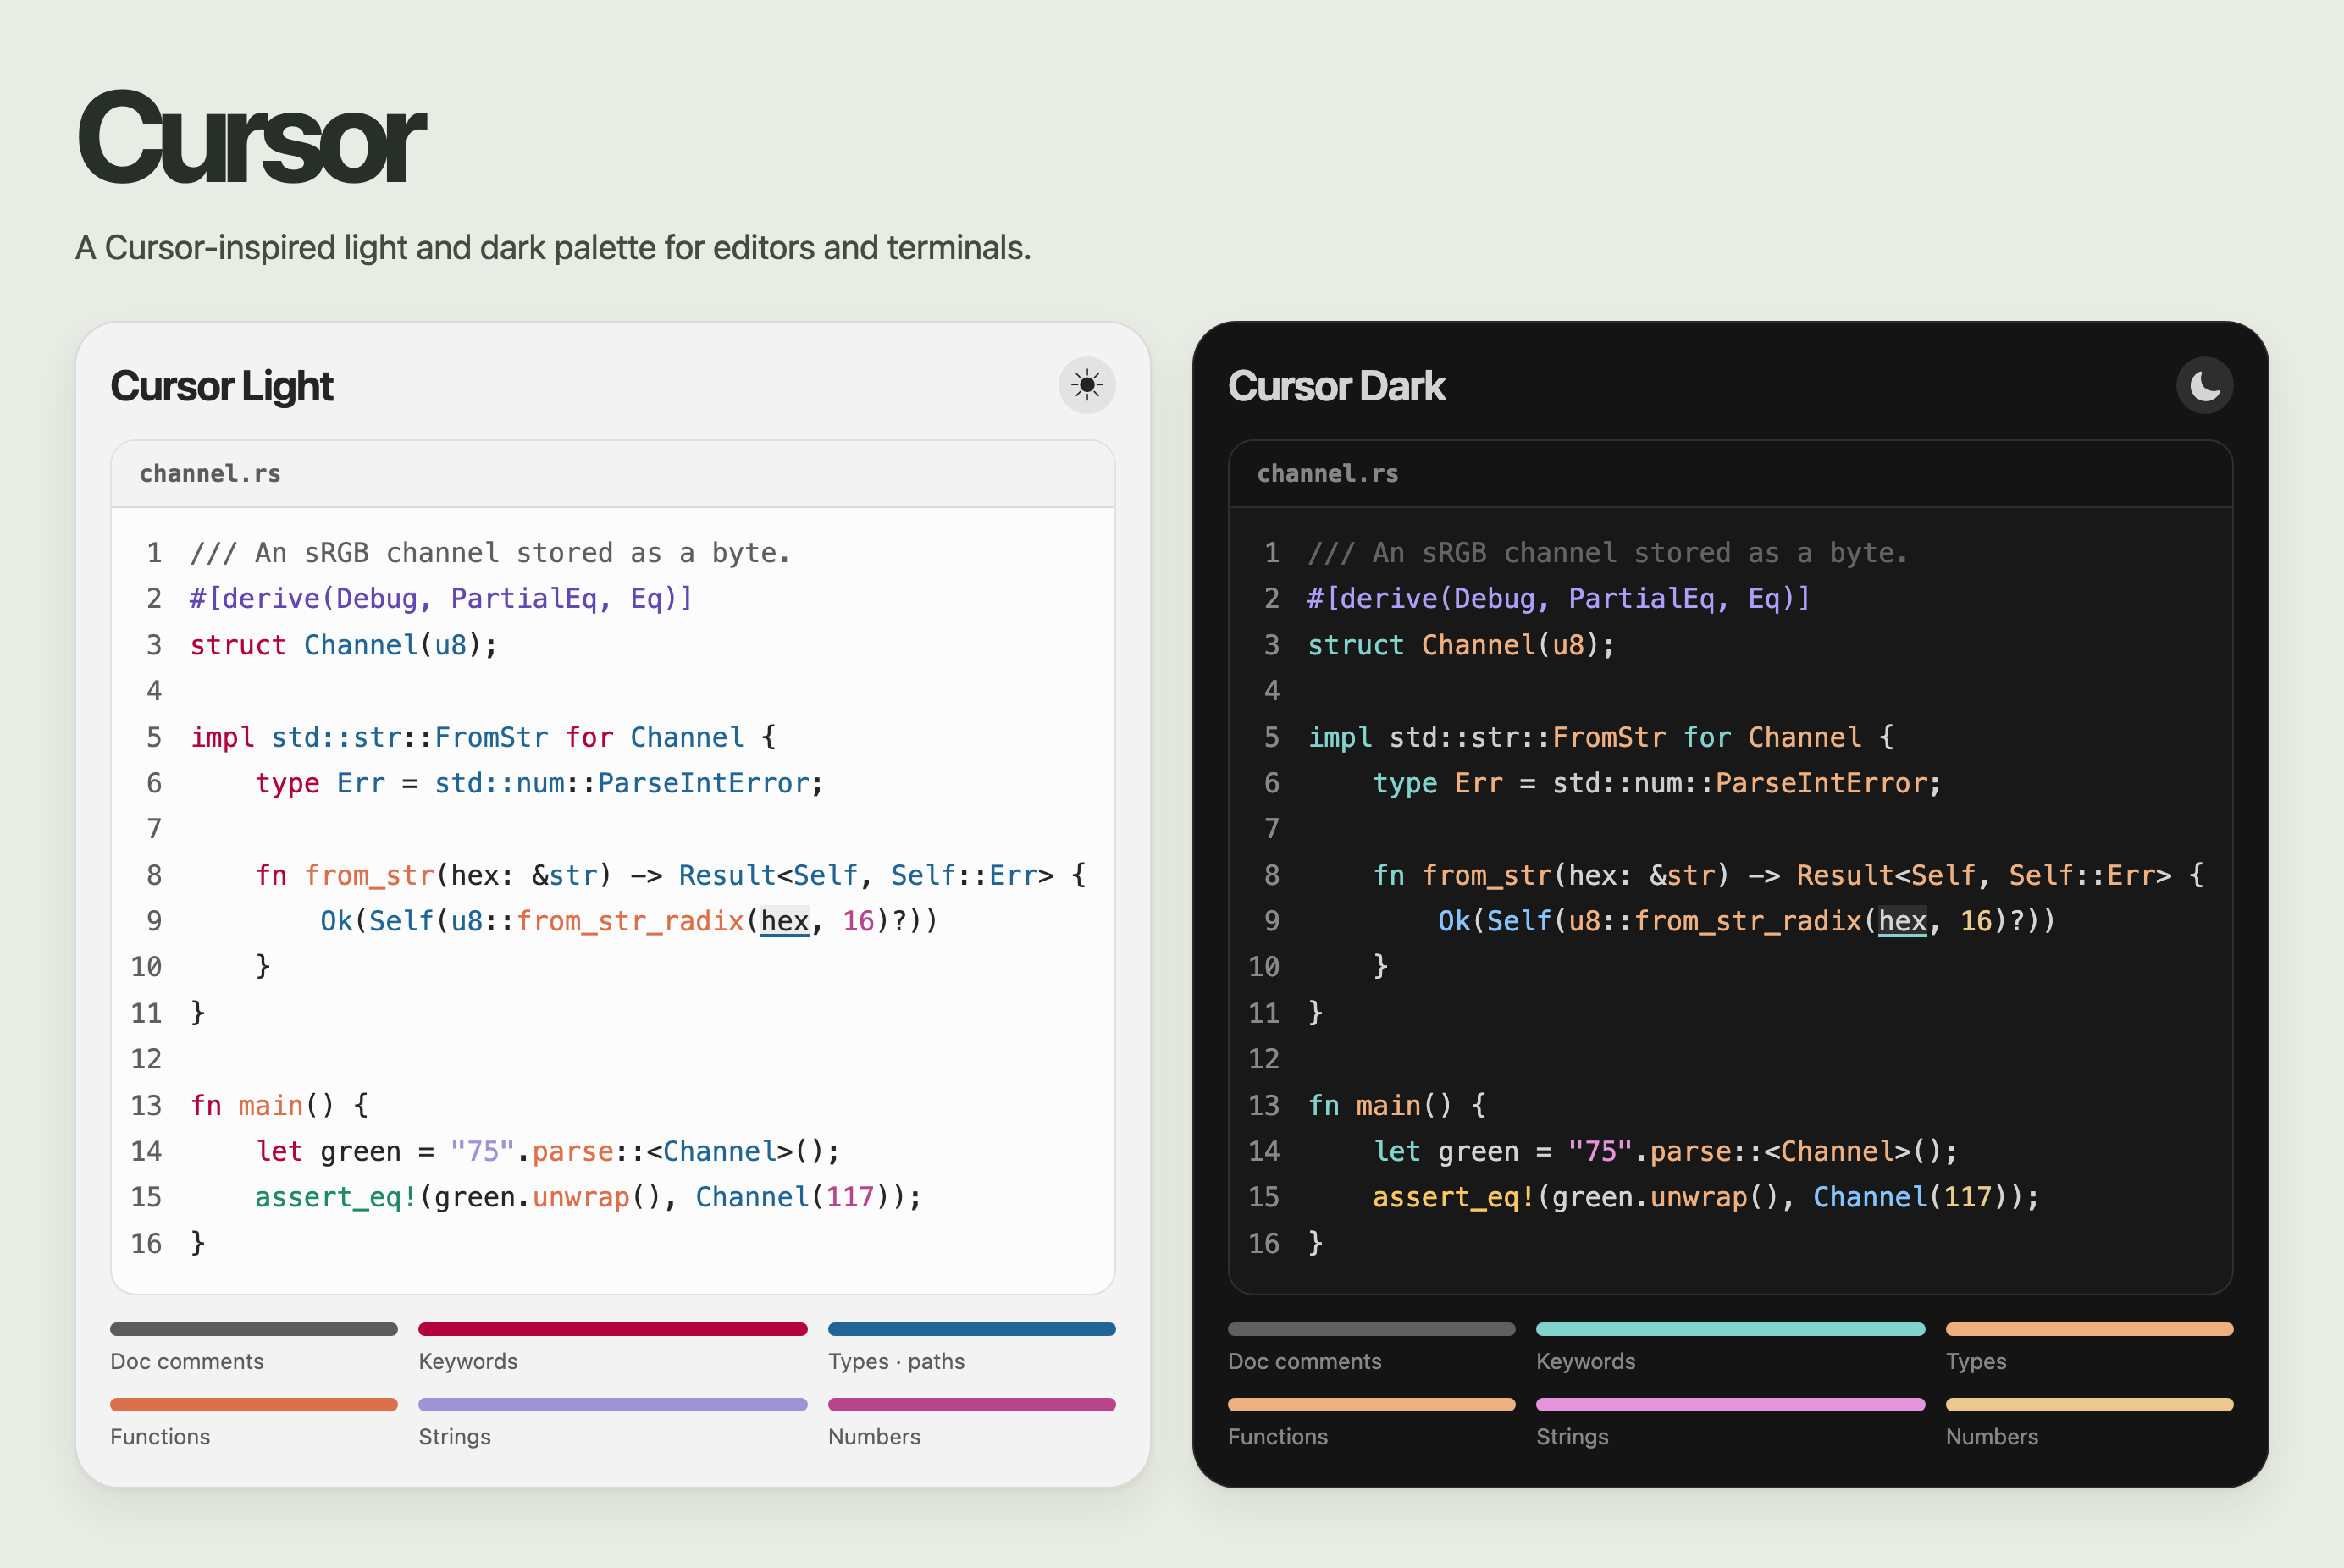 Cursor
A Cursor-inspired light and dark palette for editors and terminals.
Cursor Light
channel.rs
1 /// An sRGB channel stored as a byte.
2 #[derive(Debug, PartialEq, Eq)]
3 struct Channel(u8);
4
5 impl std::str::FromStr for Channel {
6     type Err = std::num::ParseIntError;
7
8     fn from_str(hex: &str) -> Result<Self, Self::Err> {
9         Ok(Self(u8::from_str_radix(hex, 16)?))
10     }
11 }
12
13 fn main() {
14     let green = "75".parse::<Channel>();
15     assert_eq!(green.unwrap(), Channel(117));
16 }
Doc comments
Keywords
Types · paths
Functions
Strings
Numbers
Cursor Dark
channel.rs
1 /// An sRGB channel stored as a byte.
2 #[derive(Debug, PartialEq, Eq)]
3 struct Channel(u8);
4
5 impl std::str::FromStr for Channel {
6     type Err = std::num::ParseIntError;
7
8     fn from_str(hex: &str) -> Result<Self, Self::Err> {
9         Ok(Self(u8::from_str_radix(hex, 16)?))
10     }
11 }
12
13 fn main() {
14     let green = "75".parse::<Channel>();
15     assert_eq!(green.unwrap(), Channel(117));
16 }
Doc comments
Keywords
Types
Functions
Strings
Numbers